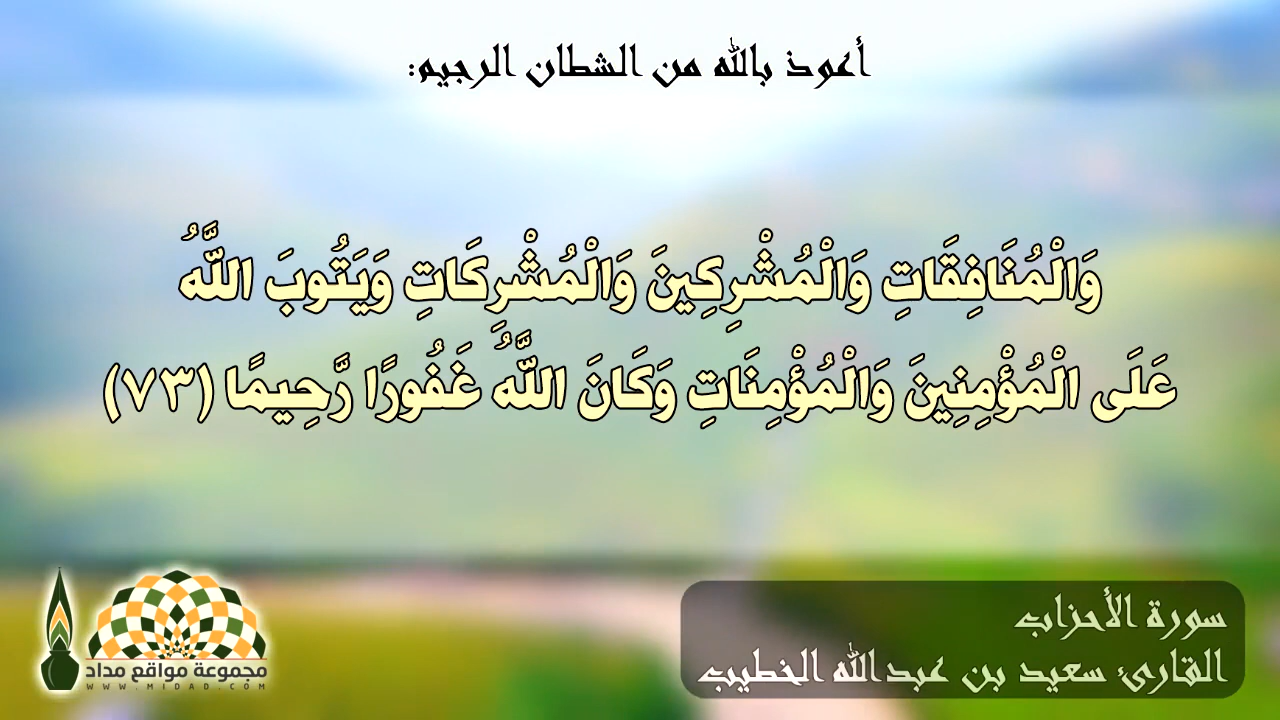 أعوذ بالله من الشطان الرجيم:
وَالْمُنَافِقَاتِ وَالْمُشْرِكِينَ وَالْمُشْرِكَاتِ وَيَتُوبَ اللَّهُ
عَلَى الْمُؤْمِنِينَ وَالْمُؤْمِنَاتِ وَكَانَ اللَّهُ غَفُورًا رَّحِيمًا (٧٣)
سورة الأحزاب
القارئ سعيد بن عبدالله الخطيب
مجموعة مواقع مداد
WWW.MIDAD.COM